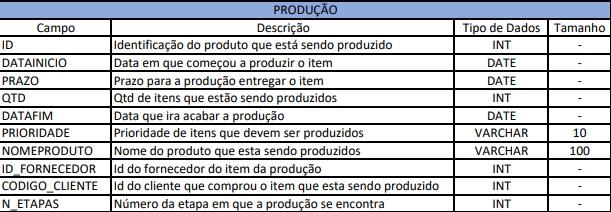 PRODUÇÃO
Campo Descrição Tipo de Dados Tamanho
ID Identificação do produto que está sendo produzido INT -
DATAINICIO Data em que começou a produzir o item DATE -
PRAZO Prazo para a produção entregar o item DATE -
QTD Qtd de itens que estão sendo produzidos INT -
DATAFIM Data que ira acabar a produção DATE -
PRIORIDADE Prioridade de itens que devem ser produzidos VARCHAR 10
NOMEPRODUTO Nome do produto que esta sendo produzidos VARCHAR 100
ID_FORNECEDOR Id do fornecedor do item da produção INT -
CODIGO_CLIENTE Id do cliente que comprou o item que esta sendo produzido INT -
N_ETAPAS Número da etapa em que a produção se encontra INT -